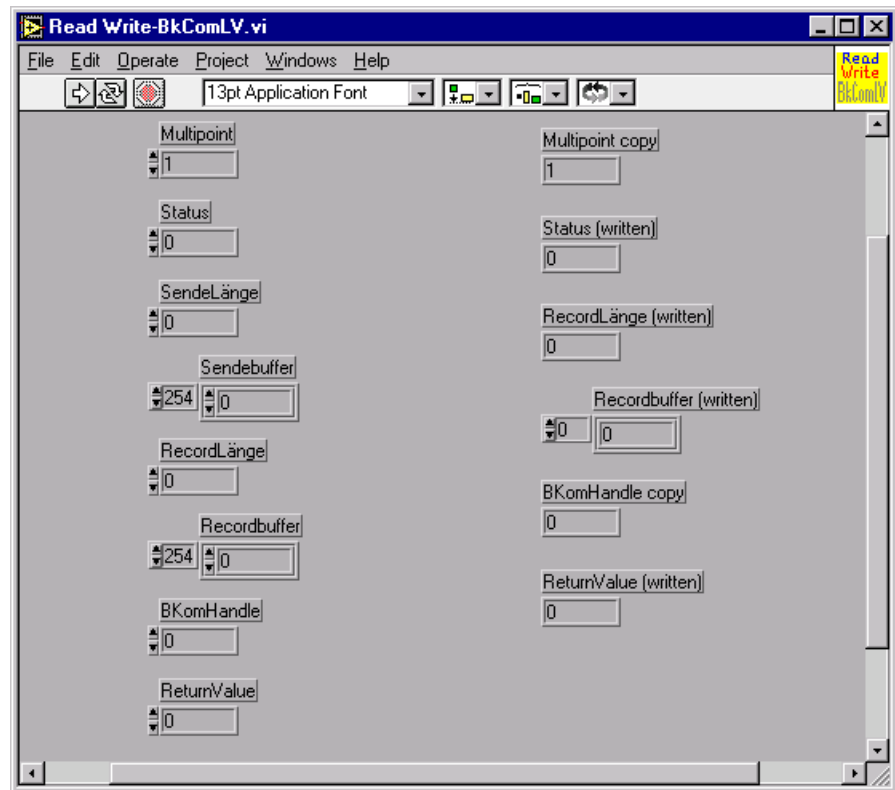 Read Write-BkComLV.vi
File Edit Operate Project Windows Help
Read
Write
BkComLV
13pt Application Font
Multipoint
1
Status
0
SendeLänge
0
Sendebuffer
254 0
RecordLänge
0
Recordbuffer
254 0
BKomHandle
0
ReturnValue
0
Multipoint copy
1
Status (written)
0
RecordLänge (written)
0
Recordbuffer (written)
0 0
BKomHandle copy
0
ReturnValue (written)
0